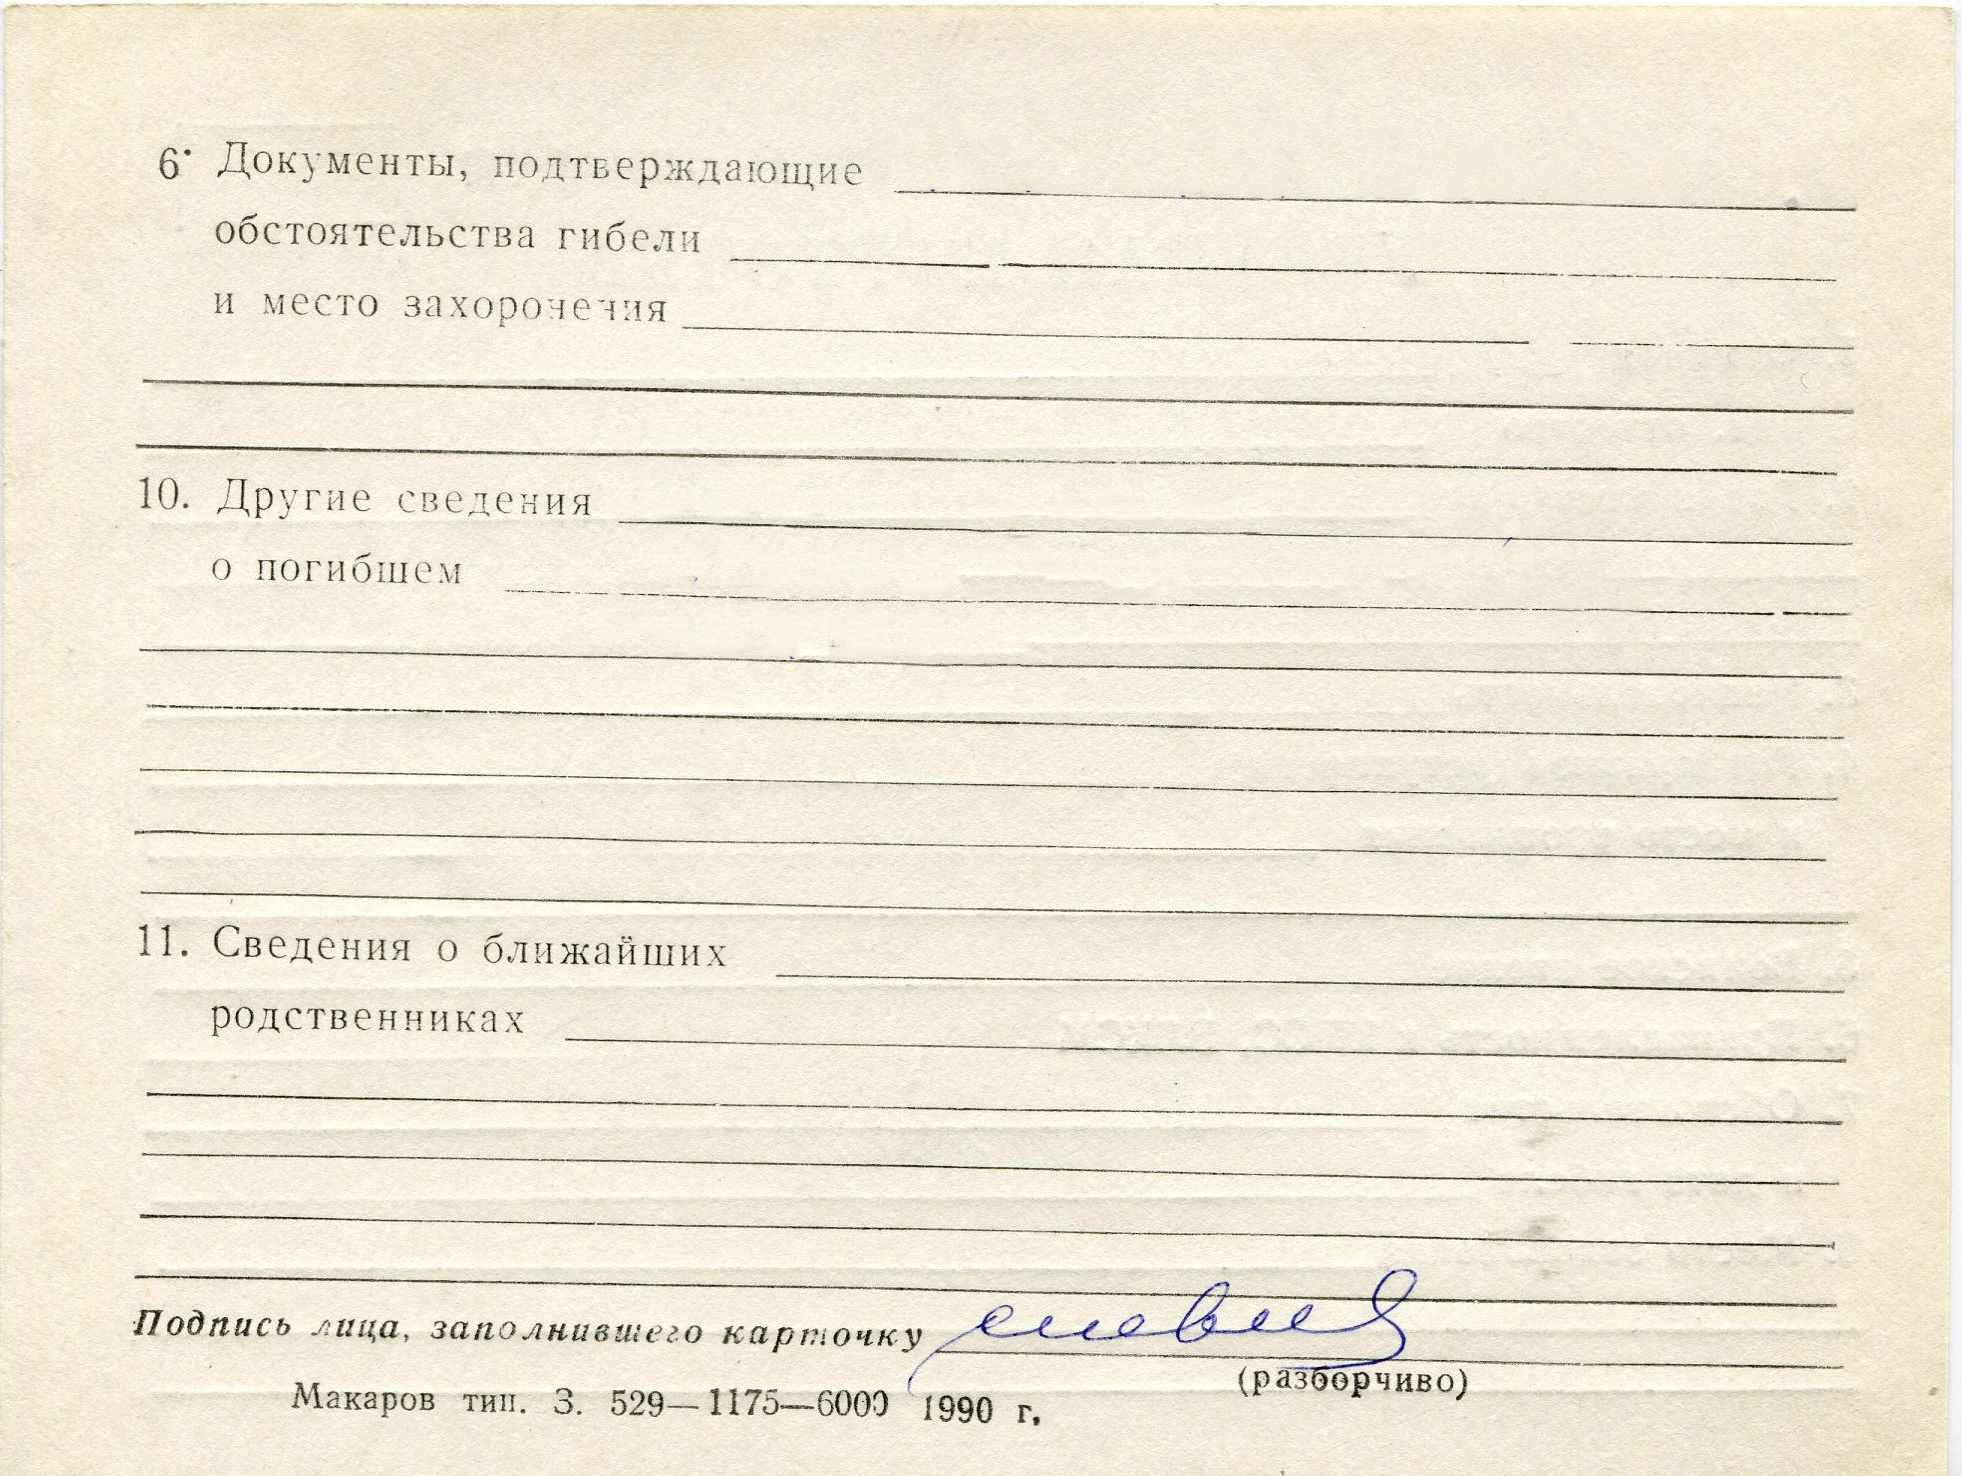 6. Документы, подтверждающие
обстоятельства гибели
и место захоронения
10. Другие сведения
о погибшем
11. Сведения о ближайших
родственниках
Подпись лица, заполнившего карточку
(разборчиво)
Макаров тип. З. 529—1175—6000 1990 г.